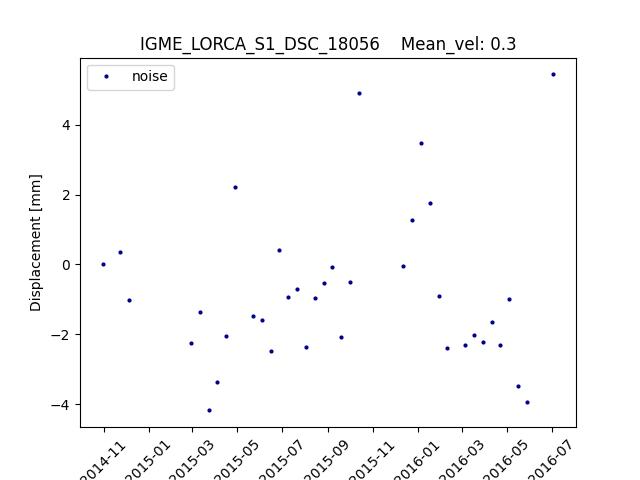 IGME_LORCA_S1_DSC_18056    Mean_vel: 0.3
noise
Displacement [mm]
4
2
0
−2
−4
2014-11 2015-01 2015-03 2015-05 2015-07 2015-09 2015-11 2016-01 2016-03 2016-05 2016-07